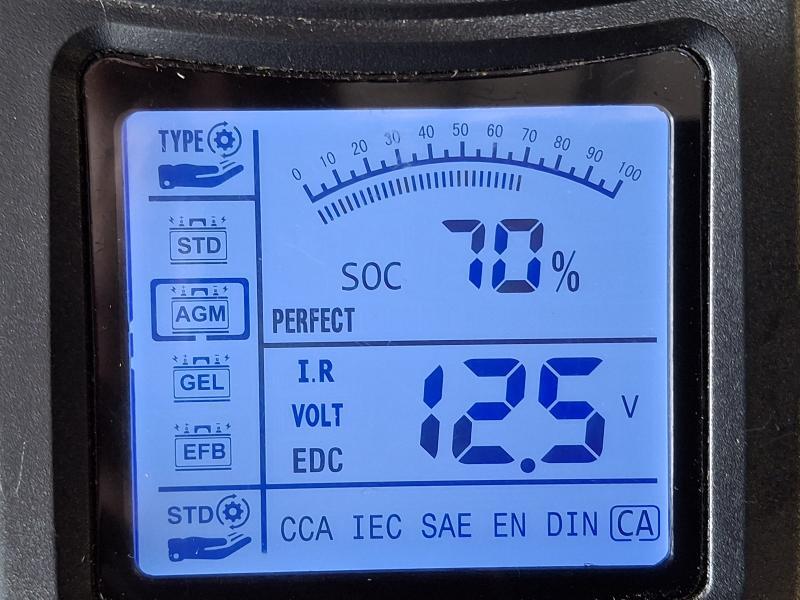 TYPE
0 10 20 30 40 50 60 70 80 90 100
STD
SOC 70%
AGM
PERFECT
I.R
GEL
VOLT 12.5 V
EFB
EDC
STD
CCA IEC SAE EN DIN CA